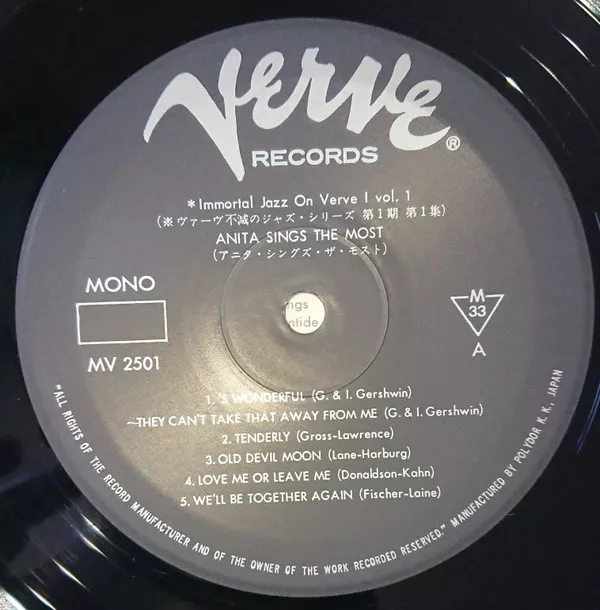 Verve®
RECORDS
*Immortal Jazz On Verve I vol. 1
(※ヴァーヴ不滅のジャズ・シリーズ 第1期 第1集)
ANITA SINGS THE MOST
(アニタ・シングズ・ザ・モスト)
MONO
MV 2501
M
33
A
ngs
ntide
1. 'S WONDERFUL (G. & I. Gershwin)
~THEY CAN'T TAKE THAT AWAY FROM ME (G. & I. Gershwin)
2. TENDERLY (Gross-Lawrence)
3. OLD DEVIL MOON (Lane-Harburg)
4. LOVE ME OR LEAVE ME (Donaldson-Kahn)
5. WE'LL BE TOGETHER AGAIN (Fischer-Laine)
"ALL RIGHTS OF THE RECORD MANUFACTURER AND OF THE OWNER OF THE WORK RECORDED RESERVED." MANUFACTURED BY POLYDOR K. K., JAPAN